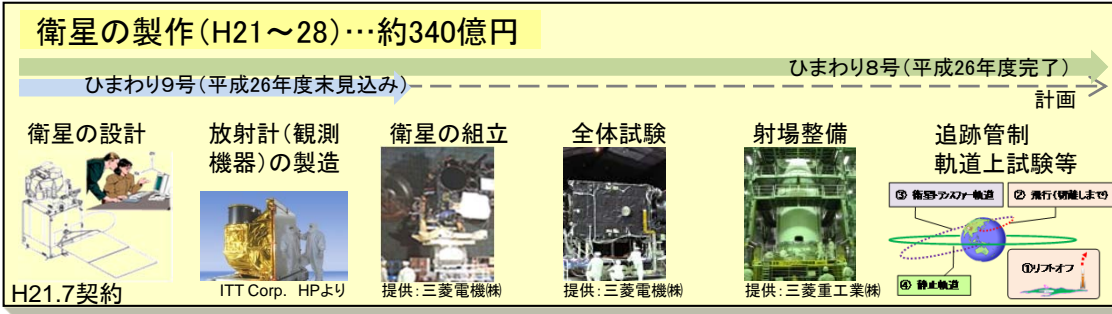 衛星の製作(H21～28)…約340億円
ひまわり8号(平成26年度完了)
ひまわり9号(平成26年度末見込み)
計画
衛星の設計
放射計(観測
機器)の製造
衛星の組立
全体試験
射場整備
追跡管制
軌道上試験等
③ 衛星トランスファー軌道
② 飛行(切離しまで)
①リフトオフ
④ 静止軌道
H21.7契約
ITT Corp. HPより
提供:三菱電機㈱
提供:三菱電機㈱
提供:三菱重工業㈱